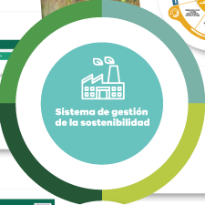 Sistema de gestión
de la sostenibilidad